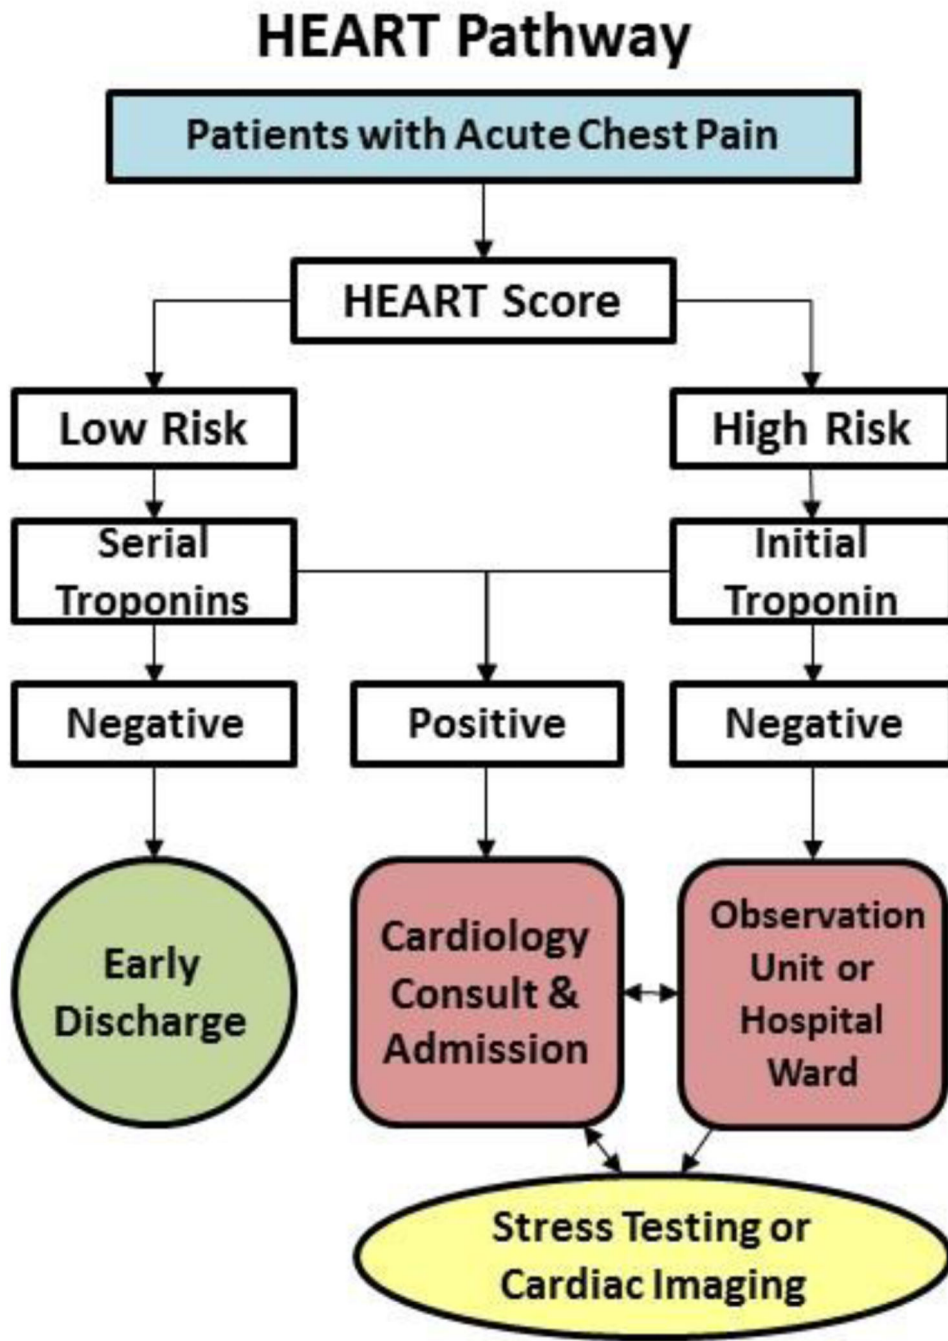 HEART Pathway
Patients with Acute Chest Pain
HEART Score
Low Risk
High Risk
Serial
Troponins
Initial
Troponin
Negative
Positive
Negative
Early
Discharge
Cardiology
Consult &
Admission
Observation
Unit or
Hospital
Ward
Stress Testing or
Cardiac Imaging